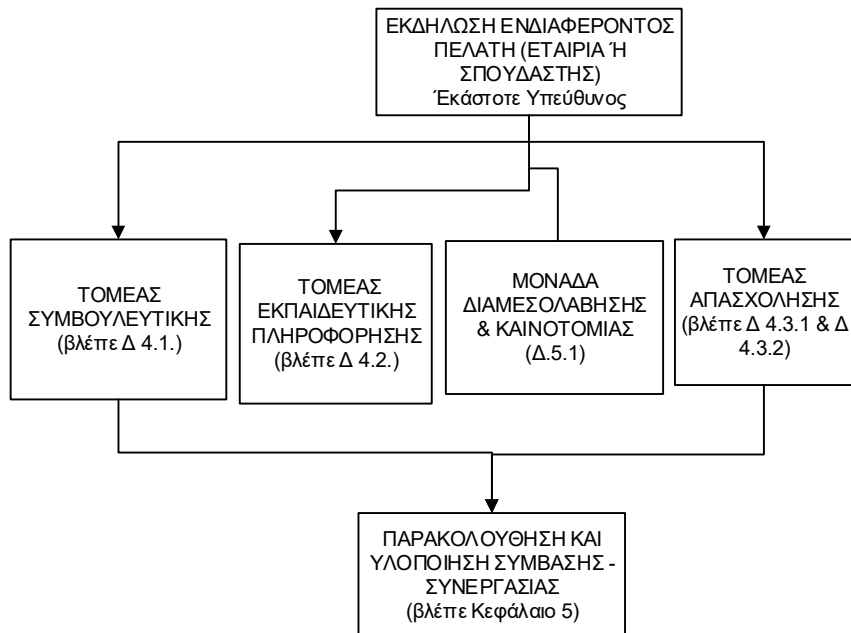 ΕΚΔΗΛΩΣΗ ΕΝΔΙΑΦΕΡΟΝΤΟΣ
ΠΕΛΑΤΗ (ΕΤΑΙΡΙΑ Ή
ΣΠΟΥΔΑΣΤΗΣ)
Έκάστοτε Υπεύθυνος
ΤΟΜΕΑΣ
ΣΥΜΒΟΥΛΕΥΤΙΚΗΣ
(βλέπε Δ 4.1.)
ΤΟΜΕΑΣ
ΕΚΠΑΙΔΕΥΤΙΚΗΣ
ΠΛΗΡΟΦΟΡΗΣΗΣ
(βλέπε Δ 4.2.)
ΜΟΝΑΔΑ
ΔΙΑΜΕΣΟΛΑΒΗΣΗΣ
& ΚΑΙΝΟΤΟΜΙΑΣ
(Δ.5.1)
ΤΟΜΕΑΣ
ΑΠΑΣΧΟΛΗΣΗΣ
(βλέπε Δ 4.3.1 & Δ
4.3.2)
ΠΑΡΑΚΟΛΟΥΘΗΣΗ ΚΑΙ
ΥΛΟΠΟΙΗΣΗ ΣΥΜΒΑΣΗΣ -
ΣΥΝΕΡΓΑΣΙΑΣ
(βλέπε Κεφάλαιο 5)